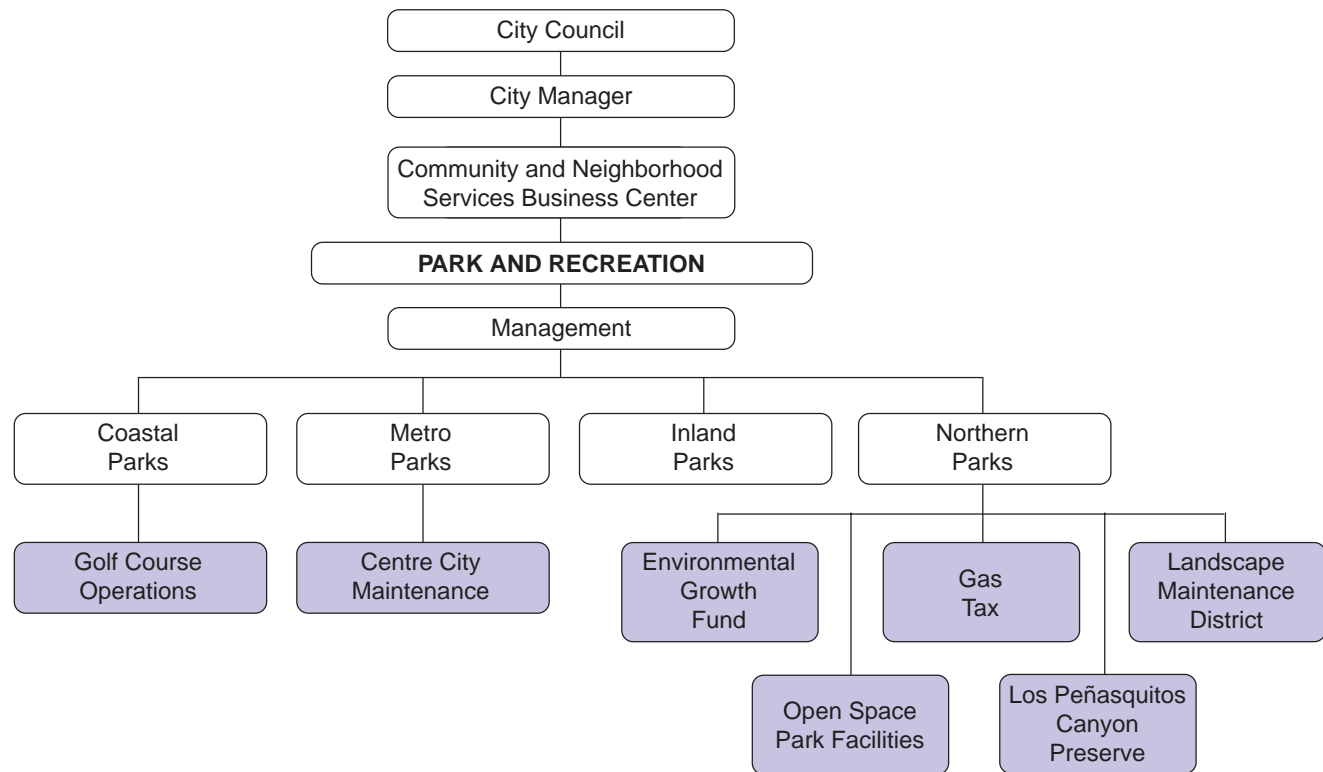 City Council
City Manager
Community and Neighborhood
Services Business Center
PARK AND RECREATION
Management
Coastal
Parks
Metro
Parks
Inland
Parks
Northern
Parks
Golf Course
Operations
Centre City
Maintenance
Environmental
Growth
Fund
Gas
Tax
Landscape
Maintenance
District
Open Space
Park Facilities
Los Peñasquitos
Canyon
Preserve